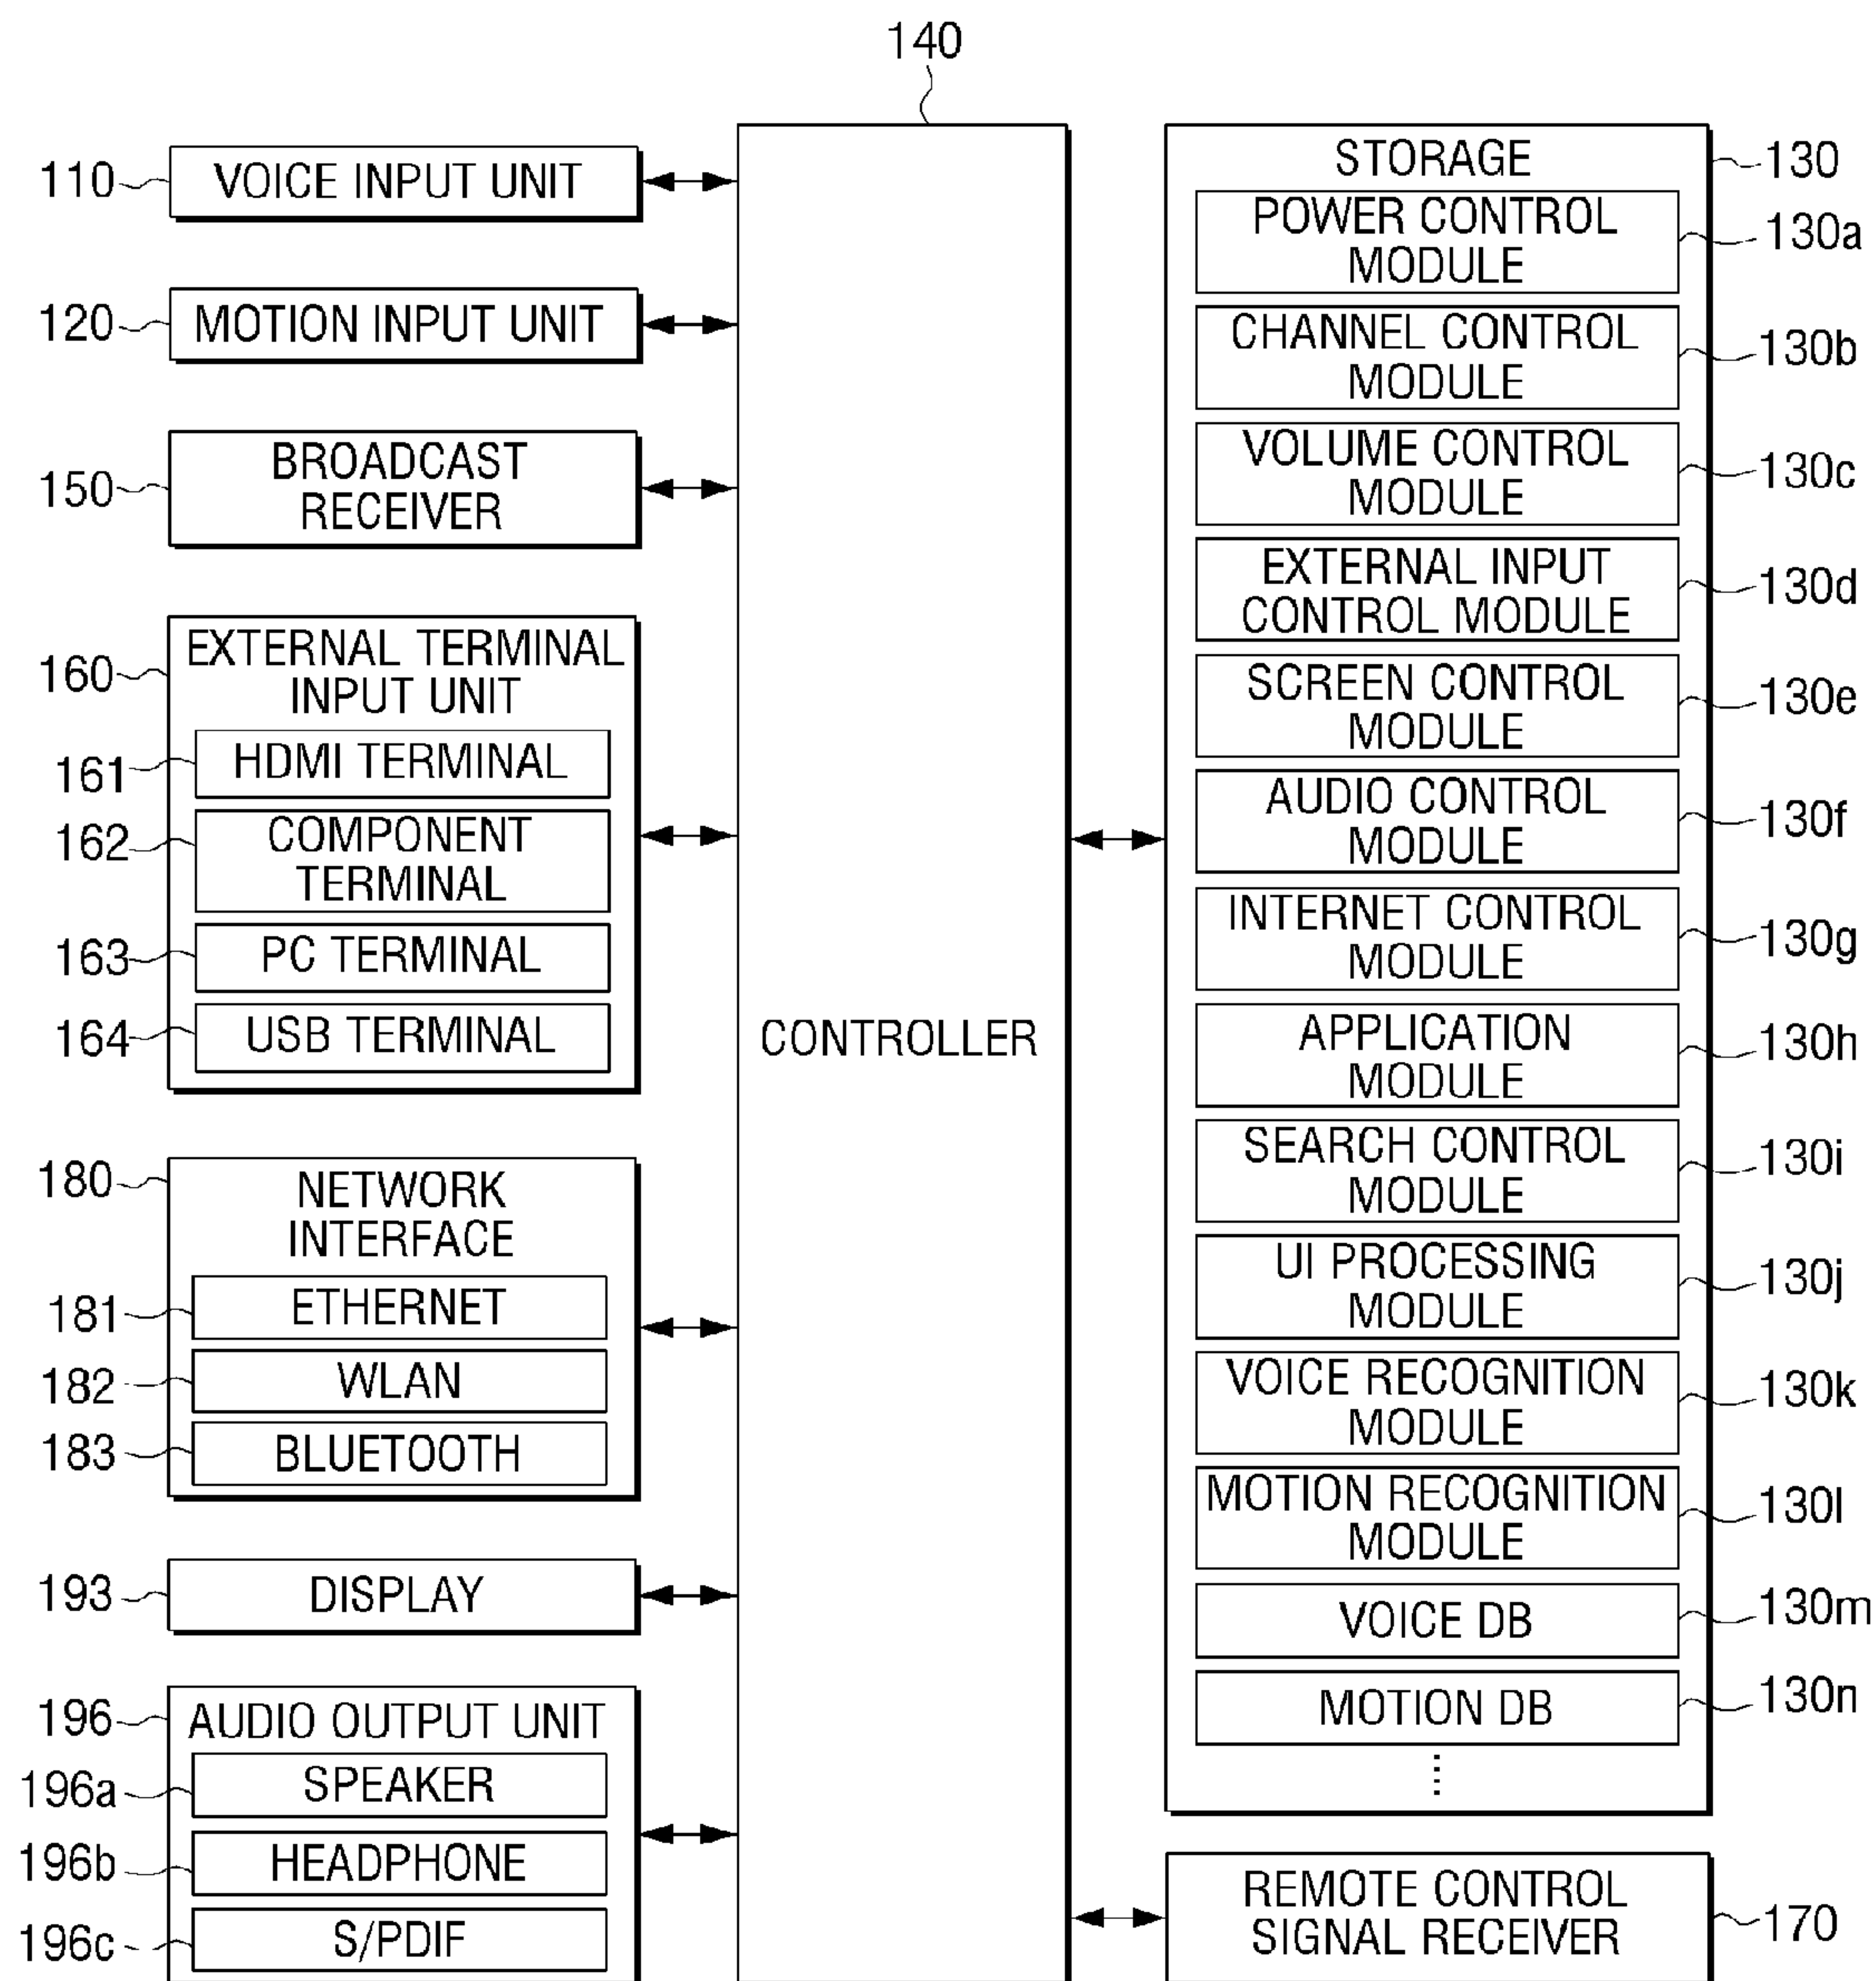 140
110
VOICE INPUT UNIT
120
MOTION INPUT UNIT
150
BROADCAST
RECEIVER
160
EXTERNAL TERMINAL
INPUT UNIT
161
HDMI TERMINAL
162
COMPONENT
TERMINAL
163
PC TERMINAL
164
USB TERMINAL
180
NETWORK
INTERFACE
181
ETHERNET
182
WLAN
183
BLUETOOTH
193
DISPLAY
196
AUDIO OUTPUT UNIT
196a
SPEAKER
196b
HEADPHONE
196c
S/PDIF
CONTROLLER
STORAGE
130
POWER CONTROL
MODULE
130a
CHANNEL CONTROL
MODULE
130b
VOLUME CONTROL
MODULE
130c
EXTERNAL INPUT
CONTROL MODULE
130d
SCREEN CONTROL
MODULE
130e
AUDIO CONTROL
MODULE
130f
INTERNET CONTROL
MODULE
130g
APPLICATION
MODULE
130h
SEARCH CONTROL
MODULE
130i
UI PROCESSING
MODULE
130j
VOICE RECOGNITION
MODULE
130k
MOTION RECOGNITION
MODULE
130l
VOICE DB
130m
MOTION DB
130n
REMOTE CONTROL
SIGNAL RECEIVER
170